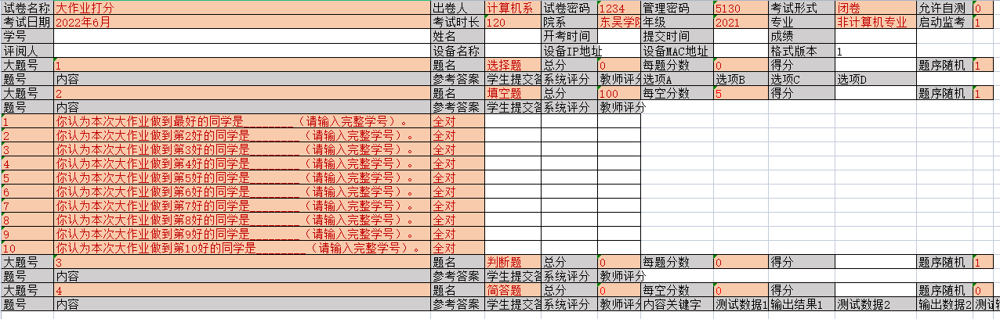 试卷名称 大作业打分 出卷人 计算机系 试卷密码 1234 管理密码 5130 考试形式 闭卷 允许自测 0
考试日期 2022年6月 考试时长 120 院系 东吴学院 年级 2021 专业 非计算机专业 启动监考 1
学号 姓名 开考时间 提交时间 成绩
评阅人 设备名称 设备IP地址 设备MAC地址 格式版本 1
大题号 1 题名 选择题 总分 0 每题分数 0 得分 题序随机 1
题号 内容 参考答案 学生提交答 系统评分 教师评分 选项A 选项B 选项C 选项D
大题号 2 题名 填空题 总分 100 每空分数 5 得分 题序随机 1
题号 内容 参考答案 学生提交答 系统评分 教师评分
1 你认为本次大作业做到最好的同学是________（请输入完整学号）。 全对
2 你认为本次大作业做到第2好的同学是________（请输入完整学号）。 全对
3 你认为本次大作业做到第3好的同学是________（请输入完整学号）。 全对
4 你认为本次大作业做到第4好的同学是________（请输入完整学号）。 全对
5 你认为本次大作业做到第5好的同学是________（请输入完整学号）。 全对
6 你认为本次大作业做到第6好的同学是________（请输入完整学号）。 全对
7 你认为本次大作业做到第7好的同学是________（请输入完整学号）。 全对
8 你认为本次大作业做到第8好的同学是________（请输入完整学号）。 全对
9 你认为本次大作业做到第9好的同学是________（请输入完整学号）。 全对
10 你认为本次大作业做到第10好的同学是________（请输入完整学号）。 全对
大题号 3 题名 判断题 总分 0 每题分数 0 得分 题序随机 1
题号 内容 参考答案 学生提交答 系统评分 教师评分
大题号 4 题名 简答题 总分 0 每空分数 0 得分 题序随机 0
题号 内容 参考答案 学生提交答 系统评分 教师评分 内容关键字 测试数据1 输出结果1 测试数据2 输出数据2 测试